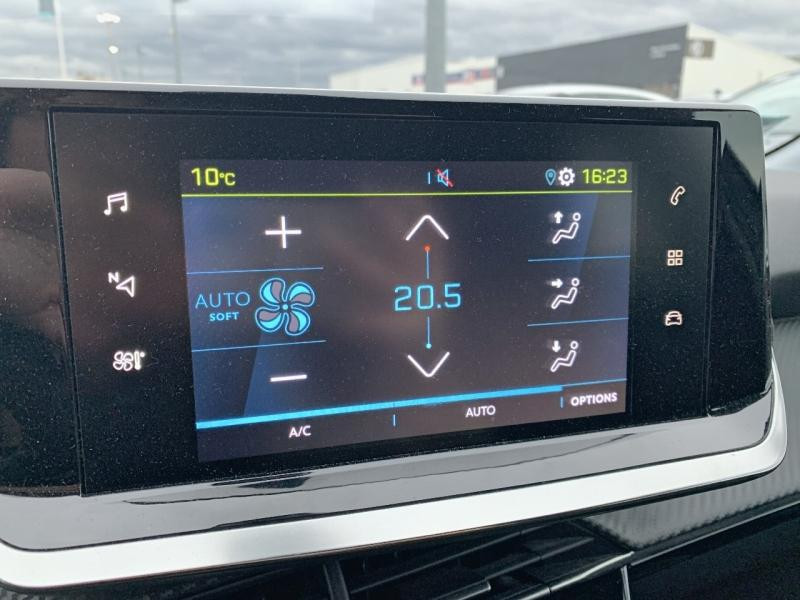 10°C
16:23
N
AUTO
SOFT
20.5
A/C
AUTO
OPTIONS